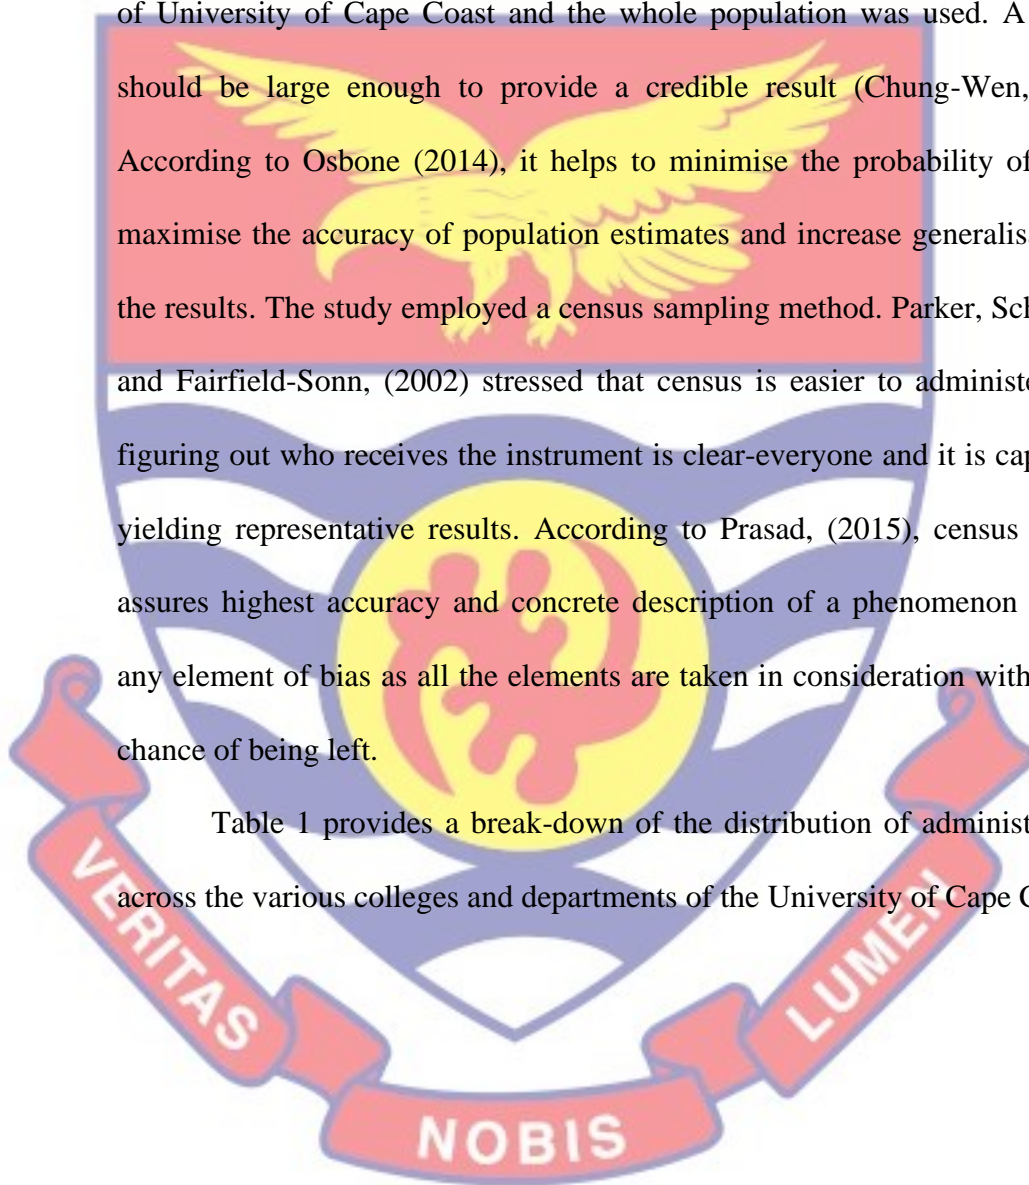 of University of Cape Coast and the whole population was used. A
should be large enough to provide a credible result (Chung-Wen,
According to Osbone (2014), it helps to minimise the probability of
maximise the accuracy of population estimates and increase generalis
the results. The study employed a census sampling method. Parker, Sc
and Fairfield-Sonn, (2002) stressed that census is easier to administ
figuring out who receives the instrument is clear-everyone and it is cap
yielding representative results. According to Prasad, (2015), census
assures highest accuracy and concrete description of a phenomenon
any element of bias as all the elements are taken in consideration with
chance of being left.
Table 1 provides a break-down of the distribution of administ
across the various colleges and departments of the University of Cape
VERITAS
NOBIS
LUMEN